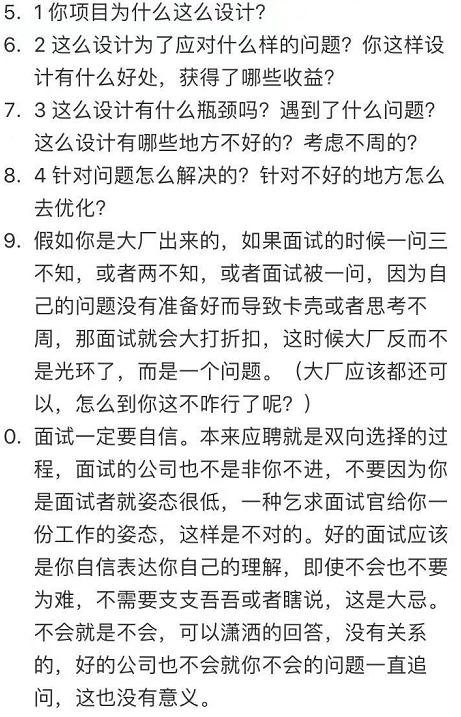 5. 1 你项目为什么这么设计?
6. 2 这么设计为了应对什么样的问题? 你这样设
计有什么好处, 获得了哪些收益?
7. 3 这么设计有什么瓶颈吗? 遇到了什么问题?
这么设计有哪些地方不好的? 考虑不周的?
8. 4 针对问题怎么解决的? 针对不好的地方怎么
去优化?
9. 假如你是大厂出来的, 如果面试的时候一问三
不知, 或者两不知, 或者面试被一问, 因为自
己的问题没有准备好而导致卡壳或者思考不
周, 那面试就会大打折扣, 这时候大厂反而不
是光环了, 而是一个问题。(大厂应该都还可
以, 怎么到你这不咋行了呢? )
0. 面试一定要自信。本来应聘就是双向选择的过
程, 面试的公司也不是非你不进, 不要因为你
是面试者就姿态很低, 一种乞求面试官给你一
份工作的姿态, 这样是不对的。好的面试应该
是你自信表达你自己的理解, 即使不会也不要
为难, 不需要支支吾吾或者瞎说, 这是大忌。
不会就是不会, 可以潇洒的回答, 没有关系
的, 好的公司也不会就你不会的问题一直追
问, 这也没有意义。